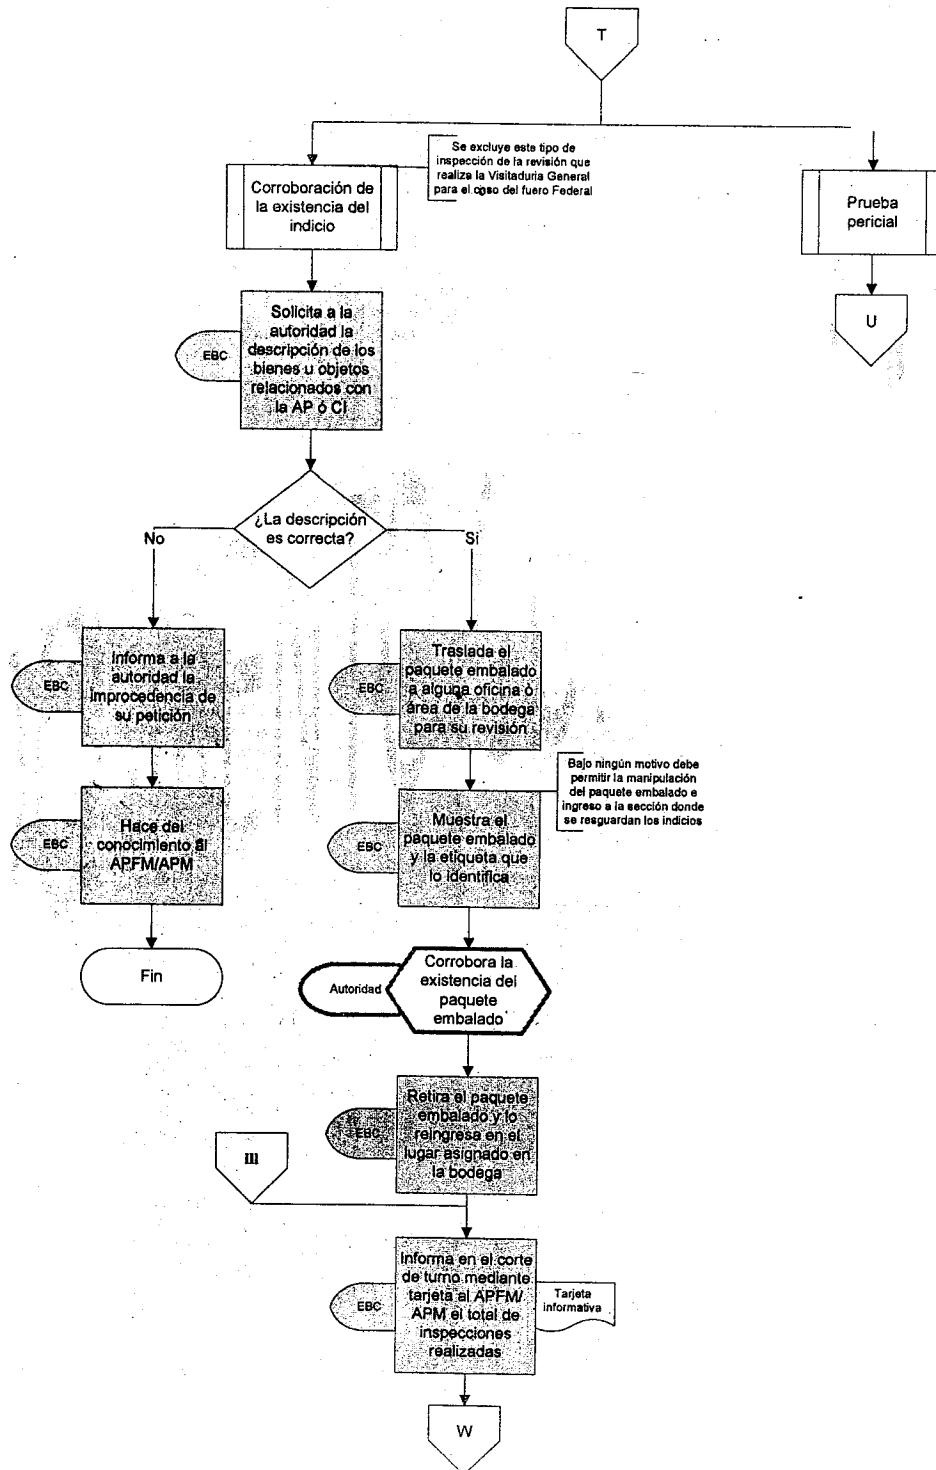 T
Se excluye este tipo de
inspección de la revisión que
realiza la Visitaduria General
para el caso del fuero Federal
Corroboración de
la existencia del
indicio
Prueba
pericial
U
Solicita a la
autoridad la
descripción de los
bienes u objetos
relacionados con
la AP ó CI
EBC
¿La descripción
es correcta?
No
Si
Informa a la
autoridad la
improcedencia de
su petición
EBC
Traslada el
paquete embalado
a alguna oficina ó
área de la bodega
para su revisión
EBC
Bajo ningún motivo debe
permitir la manipulación
del paquete embalado e
ingreso a la sección donde
se resguardan los indicios
Hace del
conocimiento al
APFM/APM
EBC
Muestra el
paquete embalado
y la etiqueta que
lo identifica
EBC
Fin
Autoridad
Corrobora la
existencia del
paquete
embalado
Retira el paquete
embalado y lo
reingresa en el
lugar asignado en
la bodega
EBC
III
Informa en el corte
de turno mediante
tarjeta al APFM/
APM el total de
inspecciones
realizadas
EBC
Tarjeta
informativa
W